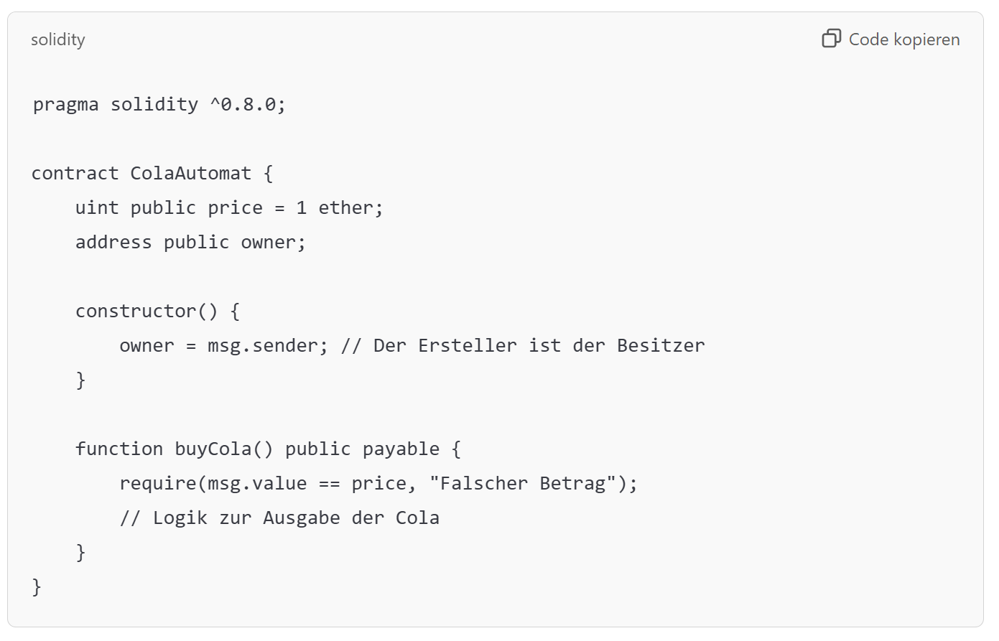 solidity
Code kopieren
pragma solidity ^0.8.0;
contract ColaAutomat {
    uint public price = 1 ether;
    address public owner;
    constructor() {
        owner = msg.sender; // Der Ersteller ist der Besitzer
    }
    function buyCola() public payable {
        require(msg.value == price, "Falscher Betrag");
        // Logik zur Ausgabe der Cola
    }
}